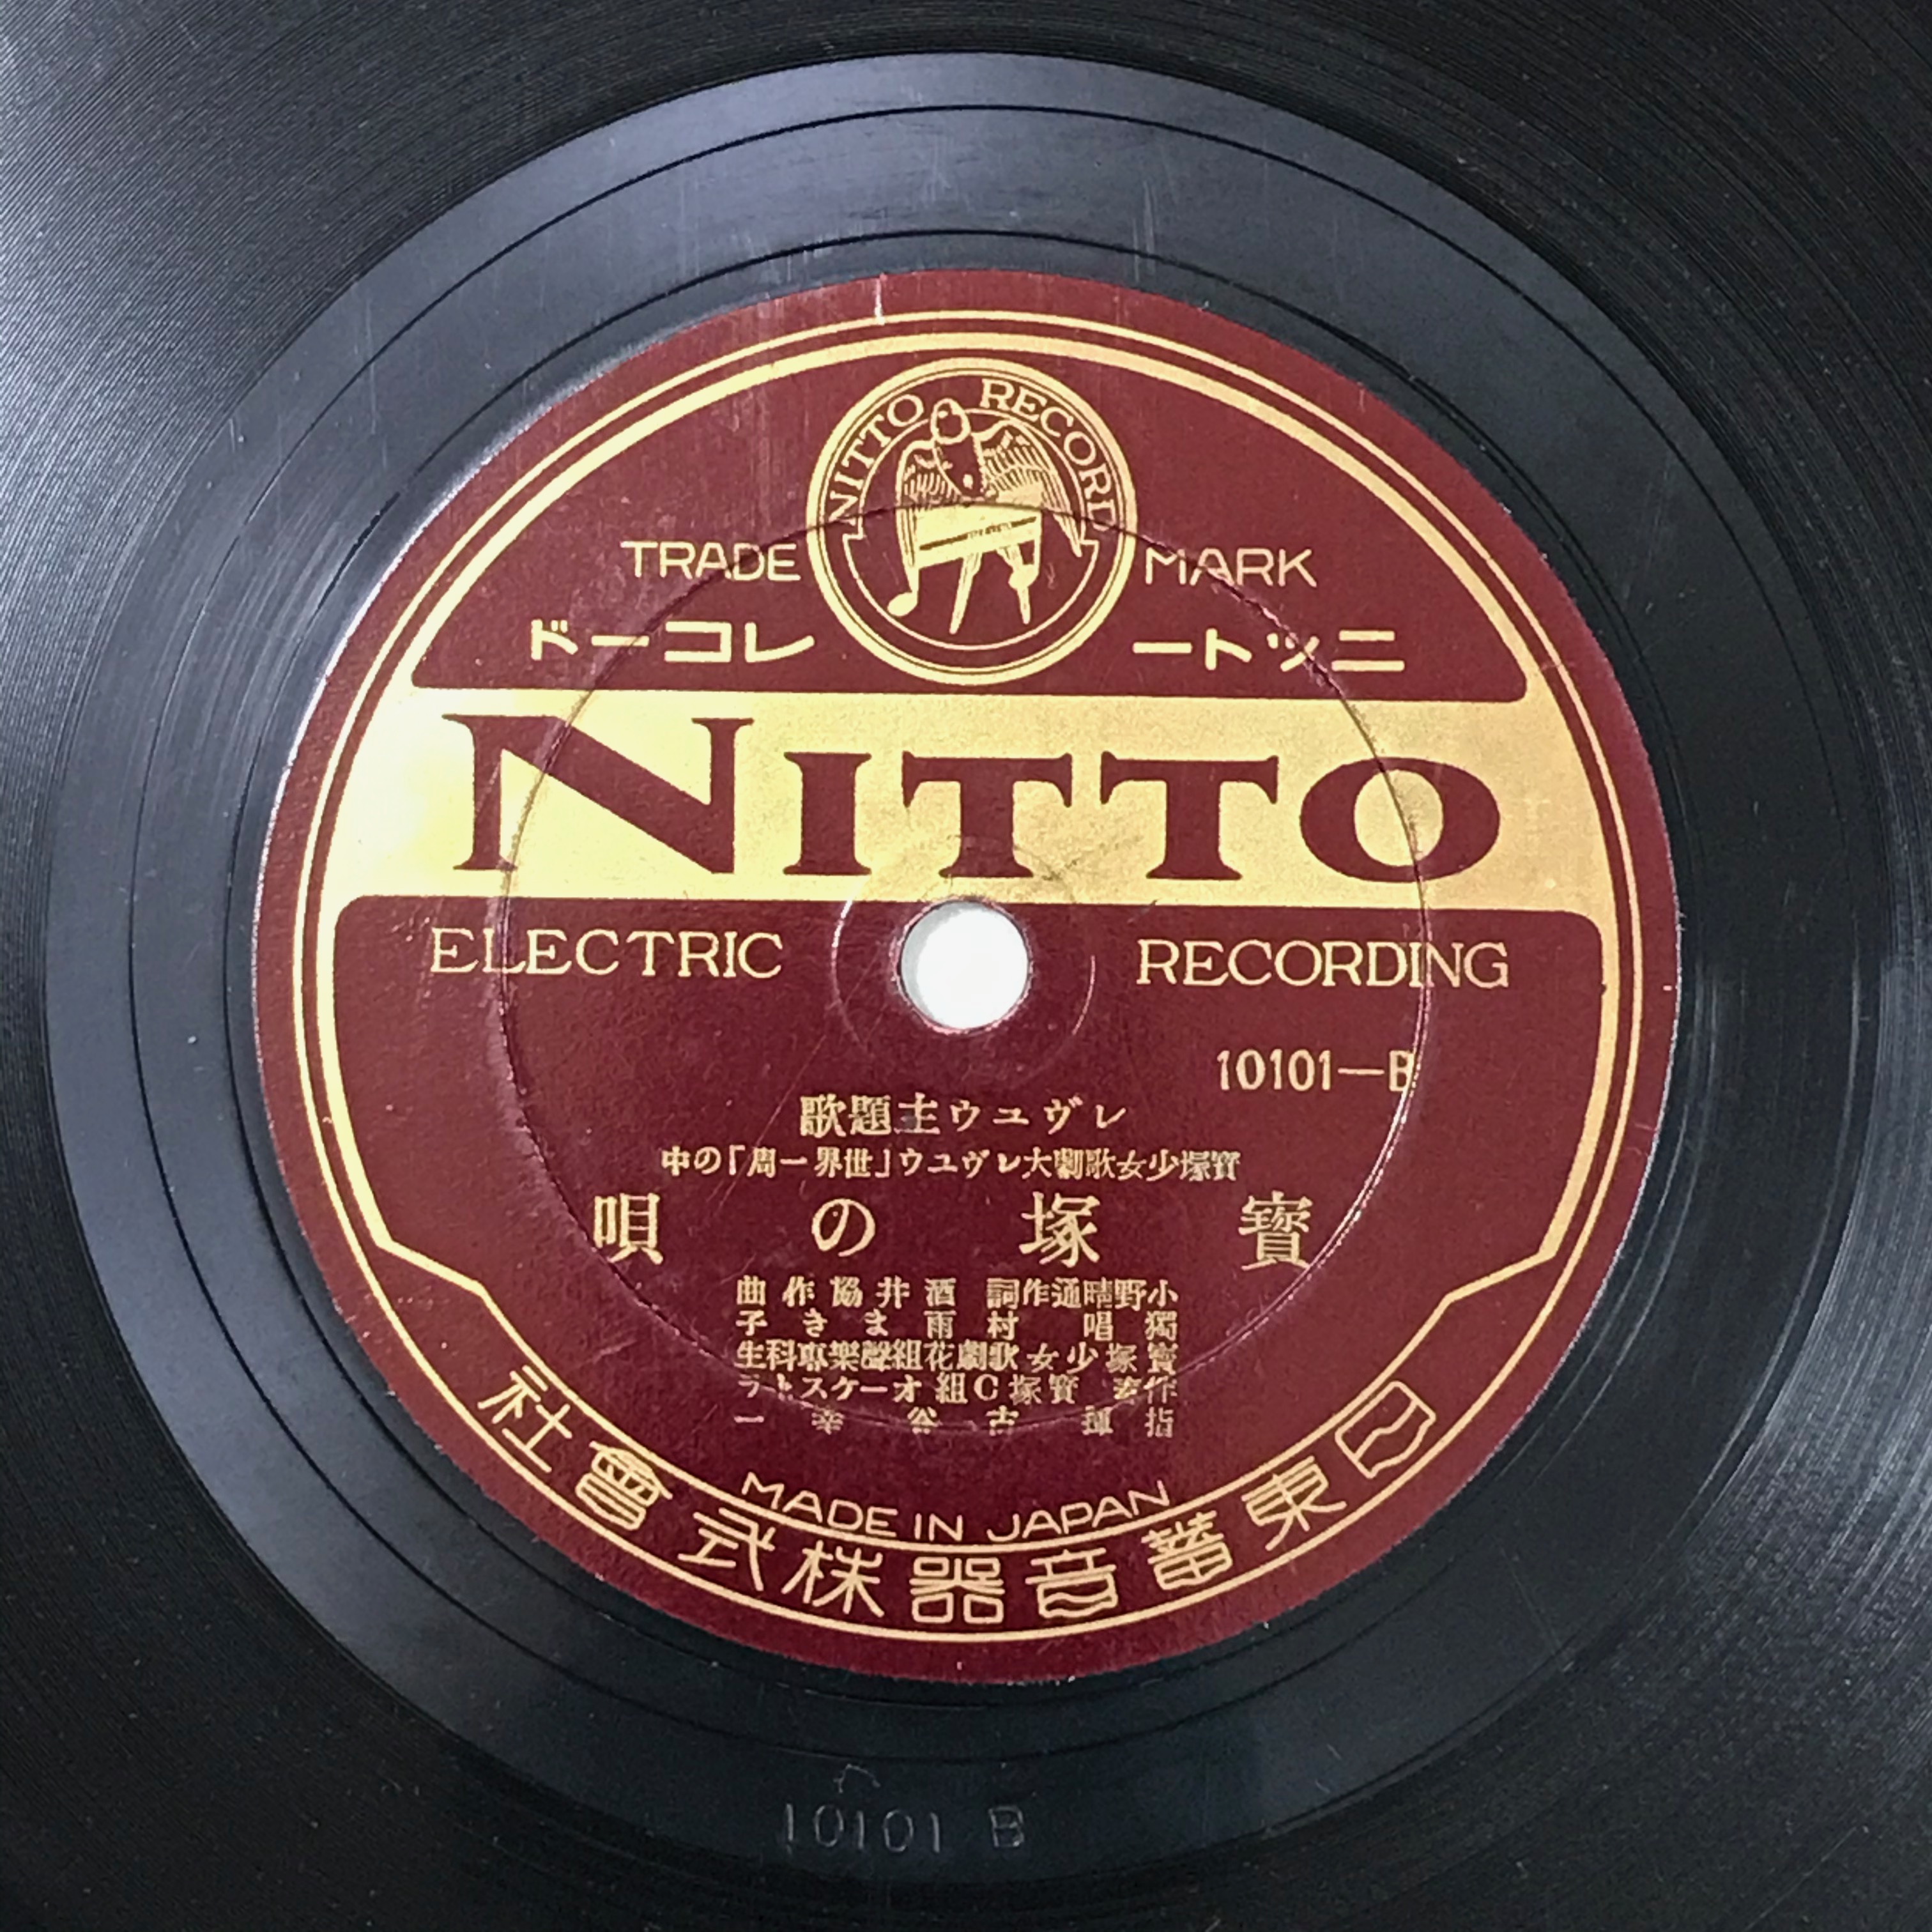 NITTO RECORD
TRADE MARK
ニットー レコード
NITTO
ELECTRIC RECORDING
10101—B
レヴユウ主題歌
寶塚少女歌劇大レヴユウ「世界一周」の中
寶塚の唄
小野晴通作詞 酒井協作曲
獨唱 村雨まき子
寶塚少女歌劇花組聲樂専科生
伴奏 寶塚C組オーケストラ
指揮 古谷幸一
MADE IN JAPAN
日東蓄音器株式會社
10101 B